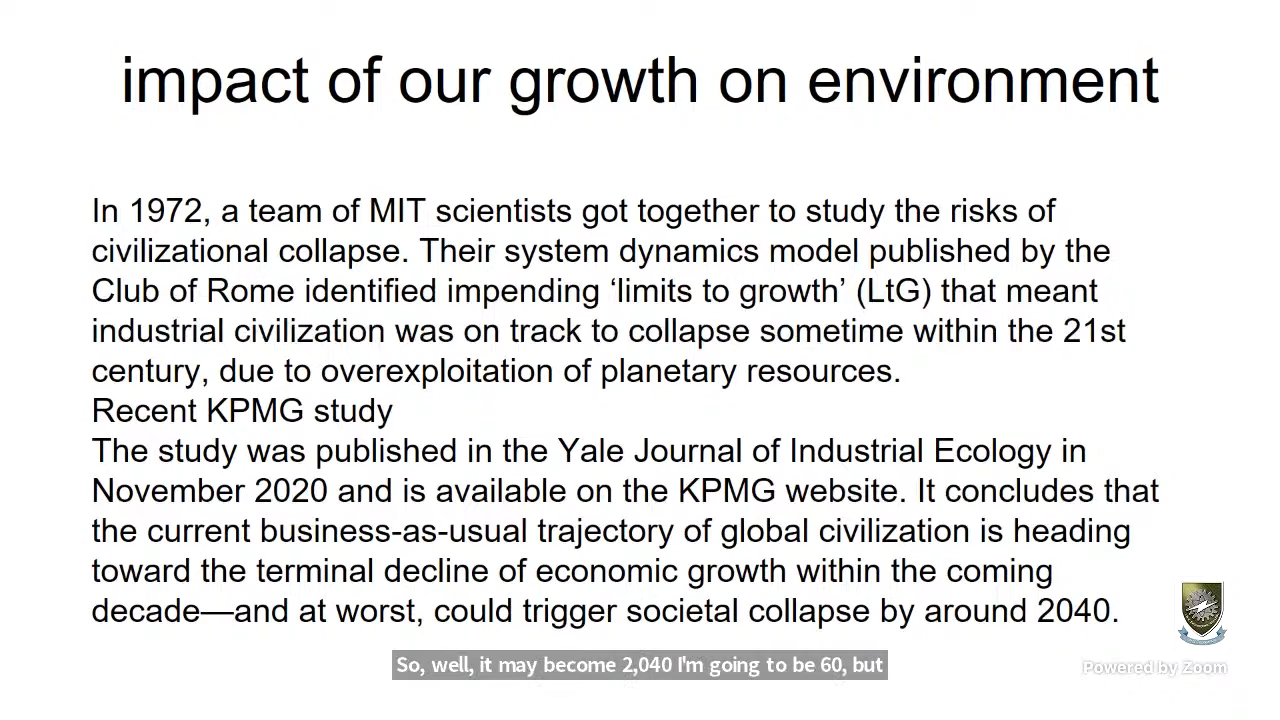 impact of our growth on environment
In 1972, a team of MIT scientists got together to study the risks of
civilizational collapse. Their system dynamics model published by the
Club of Rome identified impending ‘limits to growth’ (LtG) that meant
industrial civilization was on track to collapse sometime within the 21st
century, due to overexploitation of planetary resources.
Recent KPMG study
The study was published in the Yale Journal of Industrial Ecology in
November 2020 and is available on the KPMG website. It concludes that
the current business-as-usual trajectory of global civilization is heading
toward the terminal decline of economic growth within the coming
decade—and at worst, could trigger societal collapse by around 2040.
So, well, it may become 2,040 I'm going to be 60, but
Powered by Zoom